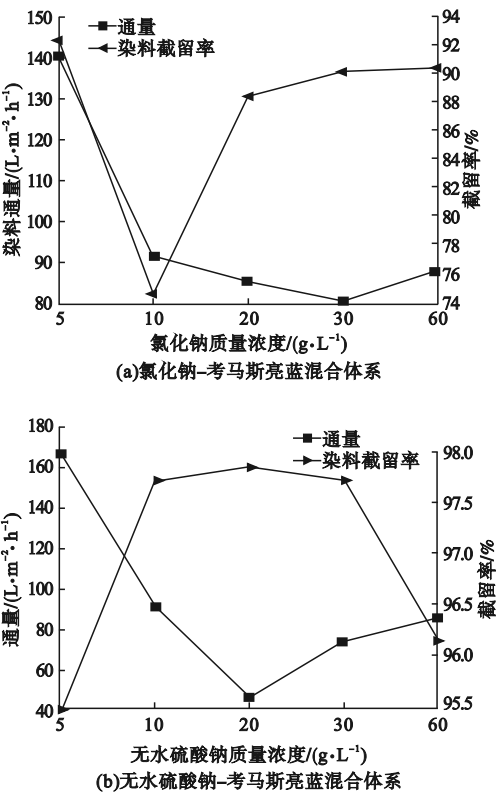 通量
染料截留率
150
140
130
120
110
100
90
80
94
92
90
88
86
84
82
80
78
76
74
染料通量/(L·m⁻²·h⁻¹)
截留率/%
5 10 20 30 60
氯化钠质量浓度/(g·L⁻¹)
(a)氯化钠-考马斯亮蓝混合体系
通量
染料截留率
180
160
140
120
100
80
60
40
98.0
97.5
97.0
96.5
96.0
95.5
通量/(L·m⁻²·h⁻¹)
截留率/%
5 10 20 30 60
无水硫酸钠质量浓度/(g·L⁻¹)
(b)无水硫酸钠-考马斯亮蓝混合体系